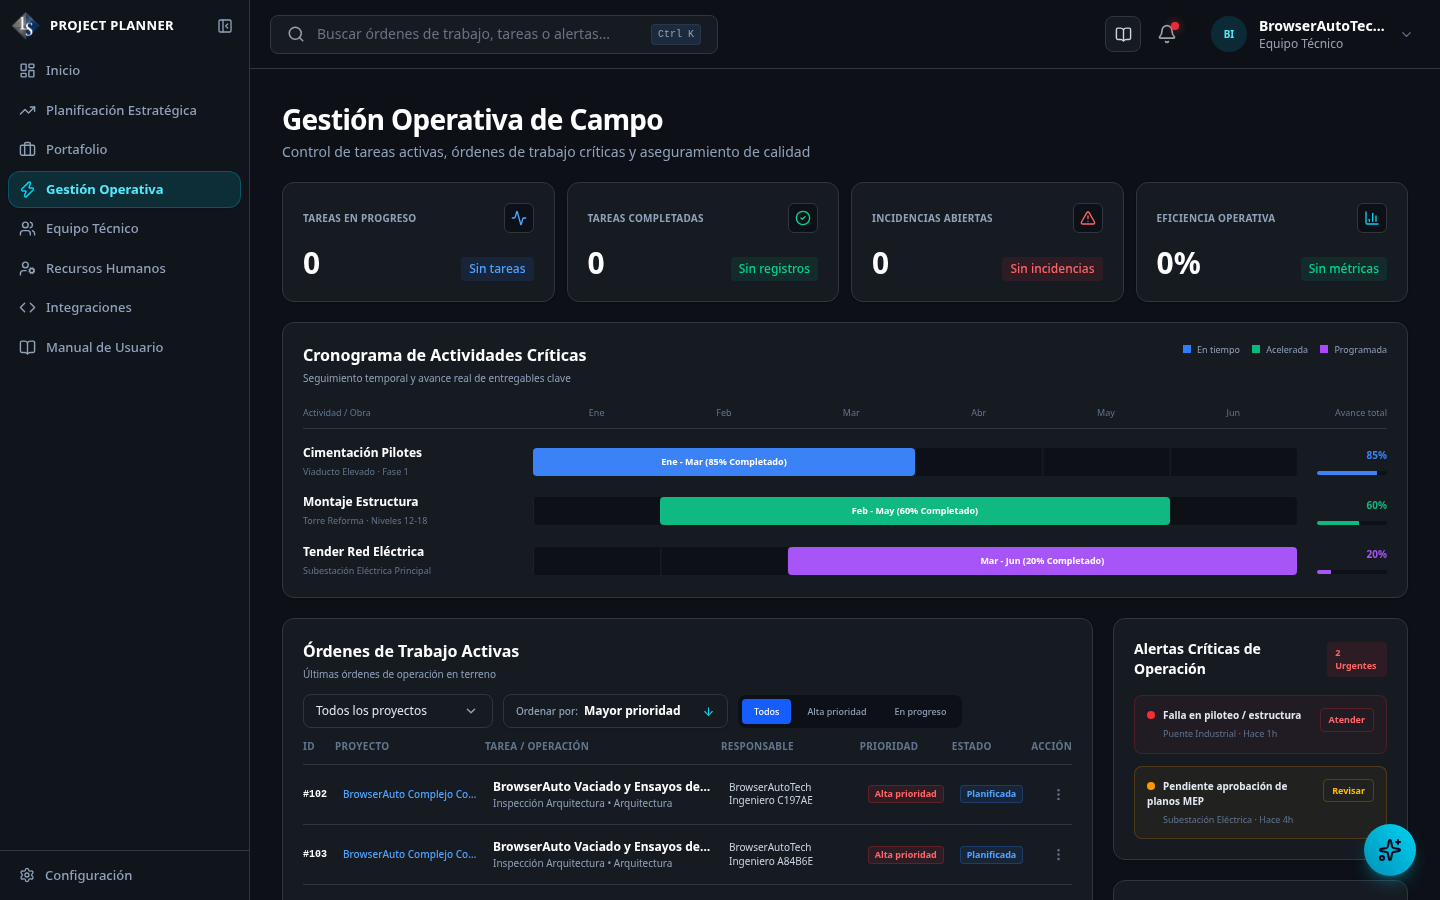 PROJECT PLANNER
Inicio
Planificación Estratégica
Portafolio
Gestión Operativa
Equipo Técnico
Recursos Humanos
Integraciones
Manual de Usuario
Configuración
Buscar órdenes de trabajo, tareas o alertas...
Ctrl K
BI
BrowserAutoTec...
Equipo Técnico
Gestión Operativa de Campo
Control de tareas activas, órdenes de trabajo críticas y aseguramiento de calidad
TAREAS EN PROGRESO
0
Sin tareas
TAREAS COMPLETADAS
0
Sin registros
INCIDENCIAS ABIERTAS
0
Sin incidencias
EFICIENCIA OPERATIVA
0%
Sin métricas
Cronograma de Actividades Críticas
Seguimiento temporal y avance real de entregables clave
En tiempo
Acelerada
Programada
Actividad / Obra
Ene
Feb
Mar
Abr
May
Jun
Avance total
Cimentación Pilotes
Viaducto Elevado · Fase 1
Ene - Mar (85% Completado)
85%
Montaje Estructura
Torre Reforma · Niveles 12-18
Feb - May (60% Completado)
60%
Tender Red Eléctrica
Subestación Eléctrica Principal
Mar - Jun (20% Completado)
20%
Órdenes de Trabajo Activas
Últimas órdenes de operación en terreno
Todos los proyectos
Ordenar por: Mayor prioridad
Todos
Alta prioridad
En progreso
ID
PROYECTO
TAREA / OPERACIÓN
RESPONSABLE
PRIORIDAD
ESTADO
ACCIÓN
#102
BrowserAuto Complejo Co...
BrowserAuto Vaciado y Ensayos de...
Inspección Arquitectura • Arquitectura
BrowserAutoTech
Ingeniero C197AE
Alta prioridad
Planificada
#103
BrowserAuto Complejo Co...
BrowserAuto Vaciado y Ensayos de...
Inspección Arquitectura • Arquitectura
BrowserAutoTech
Ingeniero A84B6E
Alta prioridad
Planificada
Alertas Críticas de
Operación
2
Urgentes
Falla en piloteo / estructura
Puente Industrial · Hace 1h
Atender
Pendiente aprobación de
planos MEP
Subestación Eléctrica · Hace 4h
Revisar